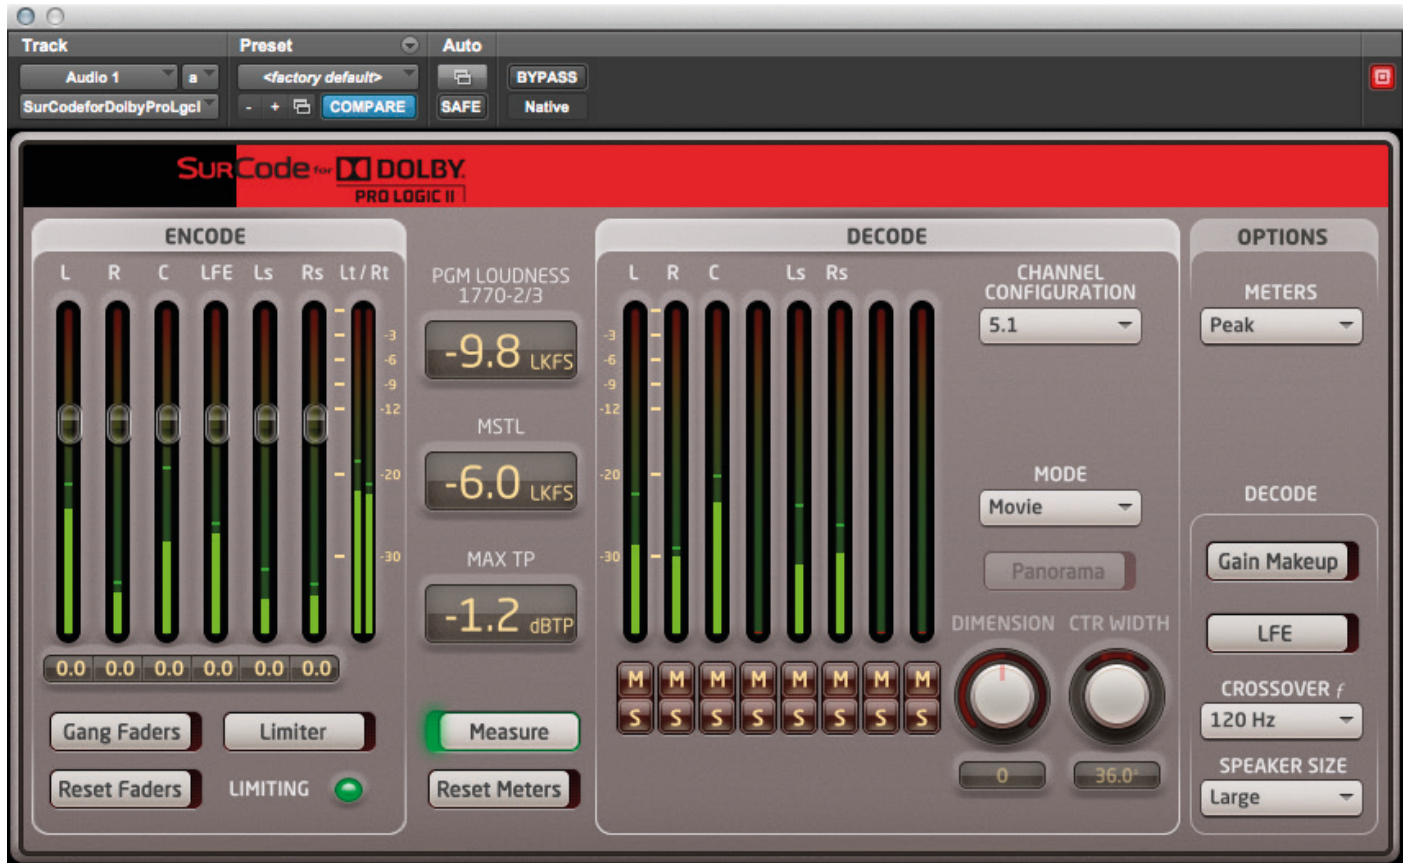 Track Preset Auto
Audio 1 a <factory default> BYPASS
SurCodeforDolbyProLgcI - + COMPARE SAFE Native
SURCode for DOLBY
PRO LOGIC II
ENCODE
L R C LFE Ls Rs Lt / Rt
-3
-6
-9
-12
-20
-30
0.0 0.0 0.0 0.0 0.0 0.0
Gang Faders Limiter
Reset Faders LIMITING
PGM LOUDNESS
1770-2/3
-9.8 LKFS
MSTL
-6.0 LKFS
MAX TP
-1.2 dBTP
Measure
Reset Meters
DECODE
L R C Ls Rs
-3
-6
-9
-12
-20
-30
M M M M M M M M
S S S S S S S S
CHANNEL
CONFIGURATION
5.1
MODE
Movie
Panorama
DIMENSION CTR WIDTH
0 36.0°
OPTIONS
METERS
Peak
DECODE
Gain Makeup
LFE
CROSSOVER f
120 Hz
SPEAKER SIZE
Large